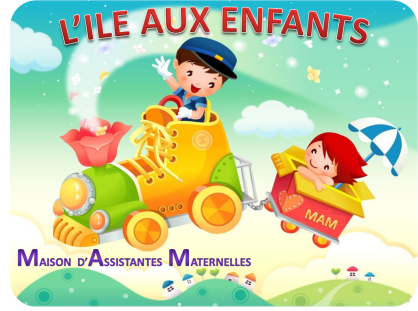 L'ILE AUX ENFANTS
MAM
MAISON D'ASSISTANTES MATERNELLES